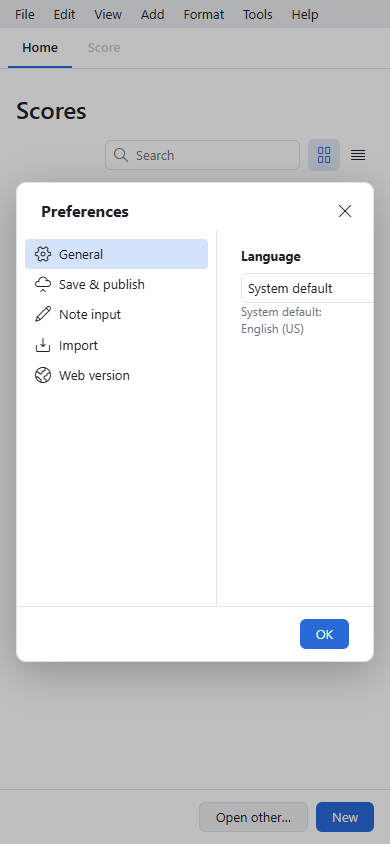 File Edit View Add Format Tools Help
Home Score
Scores
Search
Preferences
General
Save & publish
Note input
Import
Web version
Language
System default
System default:
English (US)
OK
Open other... New